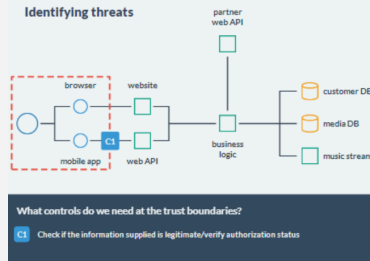 Identifying threats
partner
web API
browser
website
customer DB
C1
media DB
mobile app
web API
business
logic
music stream
What controls do we need at the trust boundaries?
C1 Check if the information supplied is legitimate/verify authorization status